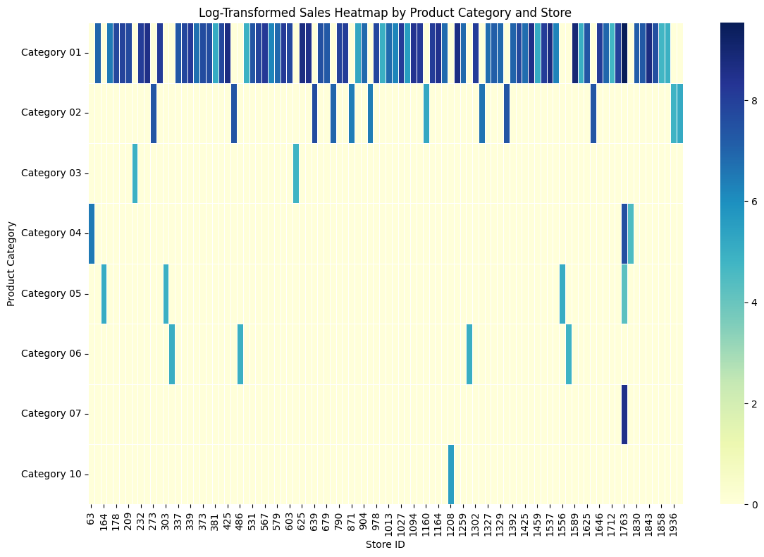 Log-Transformed Sales Heatmap by Product Category and Store
Product Category
Category 01
Category 02
Category 03
Category 04
Category 05
Category 06
Category 07
Category 10
63 164 178 209 232 273 303 337 339 373 381 425 486 531 567 579 603 625 639 679 790 871 904 978 1013 1027 1094 1160 1164 1208 1259 1302 1327 1329 1392 1425 1459 1537 1556 1589 1625 1646 1712 1763 1830 1843 1858 1936
Store ID
8
6
4
2
0